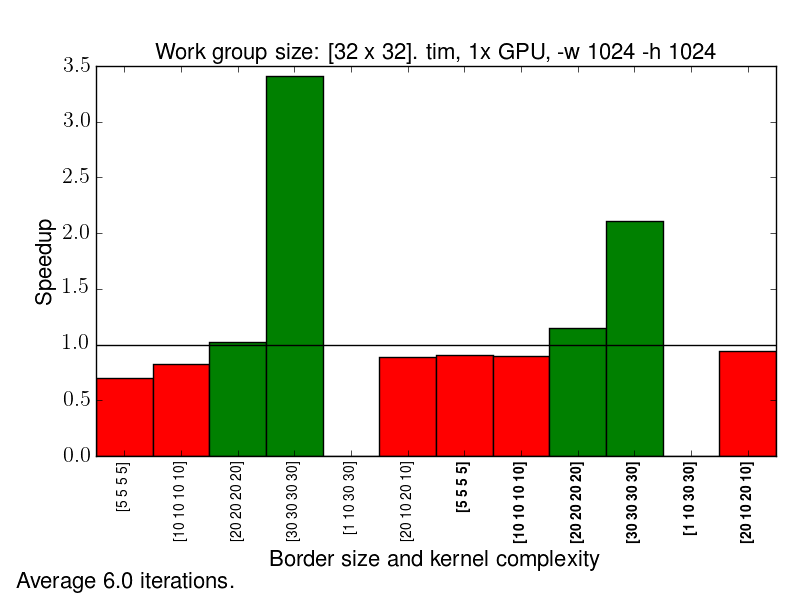 Work group size: [32 x 32]. tim, 1x GPU, -w 1024 -h 1024
3.5
3.0
2.5
2.0
1.5
1.0
0.5
0.0
Speedup
[5 5 5 5]
[10 10 10 10]
[20 20 20 20]
[30 30 30 30]
[1 10 30 30]
[20 10 20 10]
[5 5 5 5]
[10 10 10 10]
[20 20 20 20]
[30 30 30 30]
[1 10 30 30]
[20 10 20 10]
Border size and kernel complexity
Average 6.0 iterations.